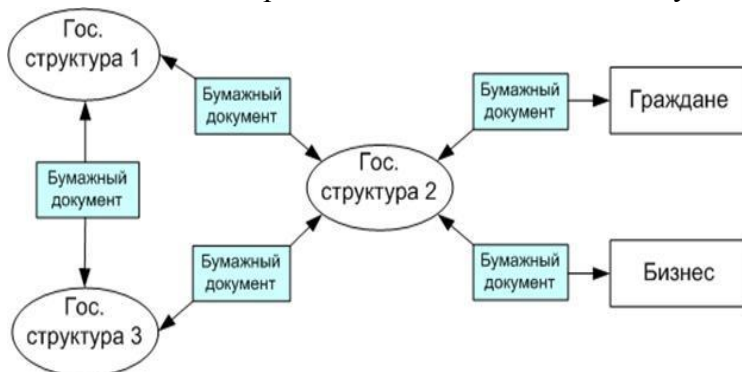 Гос.
структура 1
Бумажный
документ
Бумажный
документ
Граждане
Бумажный
документ
Гос.
структура 2
Бумажный
документ
Бумажный
документ
Бизнес
Гос.
структура 3